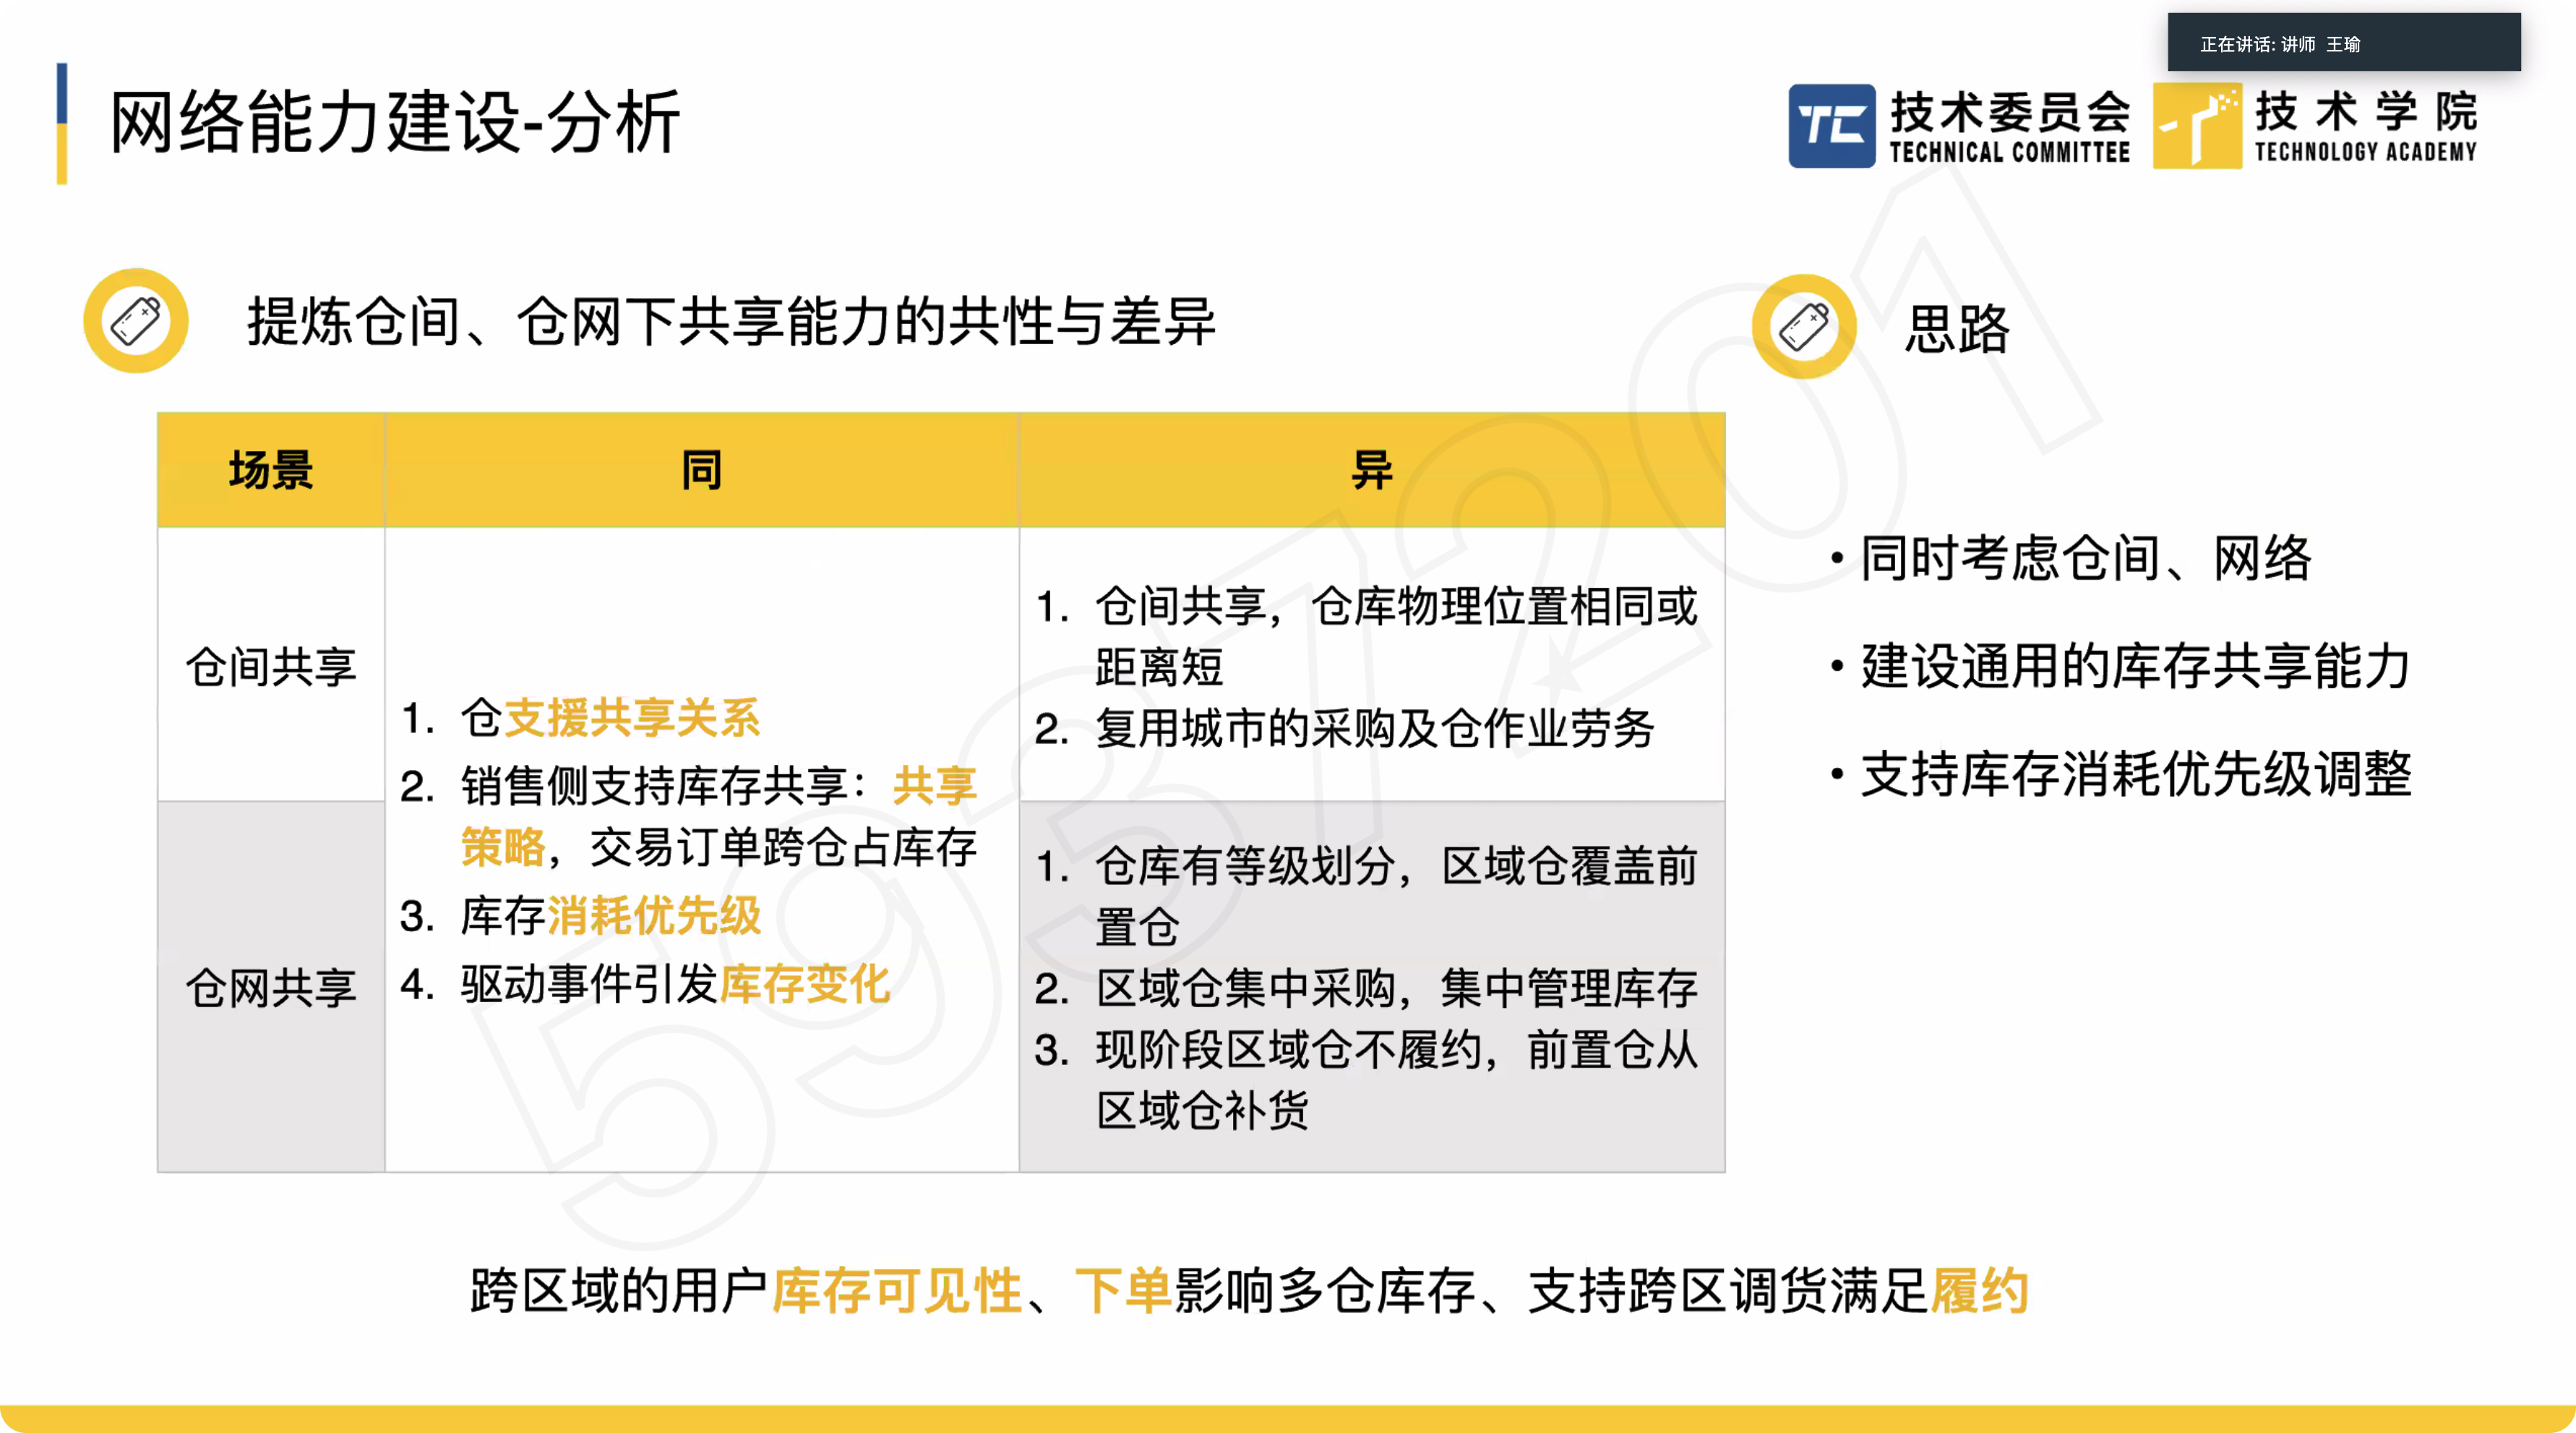 正在讲话: 讲师 王瑜
网络能力建设-分析
TC
技术委员会
TECHNICAL COMMITTEE
技术学院
TECHNOLOGY ACADEMY
提炼仓间、仓网下共享能力的共性与差异
场景
同
异
仓间共享
仓网共享
1. 仓支援共享关系
2. 销售侧支持库存共享：共享
策略，交易订单跨仓占库存
3. 库存消耗优先级
4. 驱动事件引发库存变化
1. 仓间共享，仓库物理位置相同或
距离短
2. 复用城市的采购及仓作业劳务
1. 仓库有等级划分，区域仓覆盖前
置仓
2. 区域仓集中采购，集中管理库存
3. 现阶段区域仓不履约，前置仓从
区域仓补货
思路
• 同时考虑仓间、网络
• 建设通用的库存共享能力
• 支持库存消耗优先级调整
跨区域的用户库存可见性、下单影响多仓库存、支持跨区调货满足履约
5937201